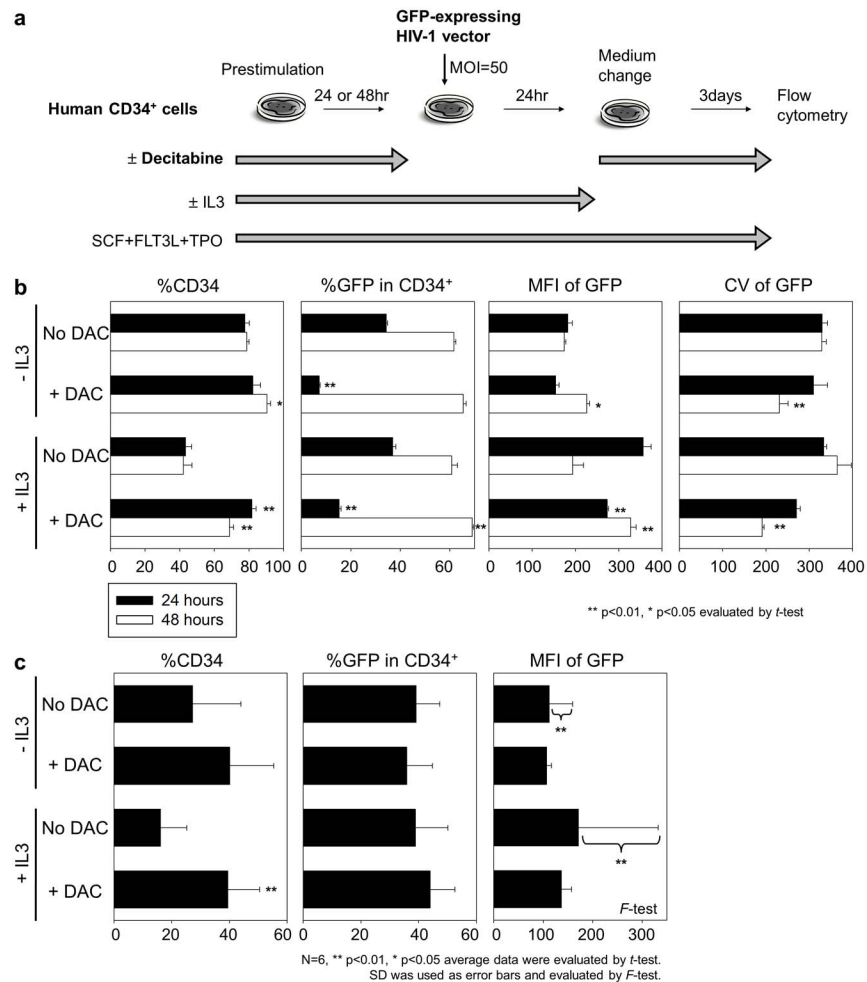 a
GFP-expressing
HIV-1 vector
Prestimulation
MOI=50
Medium
change
Human CD34+ cells
24 or 48hr
24hr
3days
Flow
cytometry
± Decitabine
± IL3
SCF+FLT3L+TPO
b
%CD34
%GFP in CD34+
MFI of GFP
CV of GFP
- IL3
No DAC
+ DAC
**
*
*
**
+ IL3
No DAC
+ DAC
**
**
**
**
**
**
**
0 20 40 60 80 100
0 20 40 60
0 100 200 300 400
0 100 200 300 400
24 hours
48 hours
** p<0.01, * p<0.05 evaluated by t-test
c
%CD34
%GFP in CD34+
MFI of GFP
- IL3
No DAC
+ DAC
**
+ IL3
No DAC
+ DAC
**
**
F-test
0 20 40 60
0 20 40 60
0 100 200 300
N=6, ** p<0.01, * p<0.05 average data were evaluated by t-test.
SD was used as error bars and evaluated by F-test.